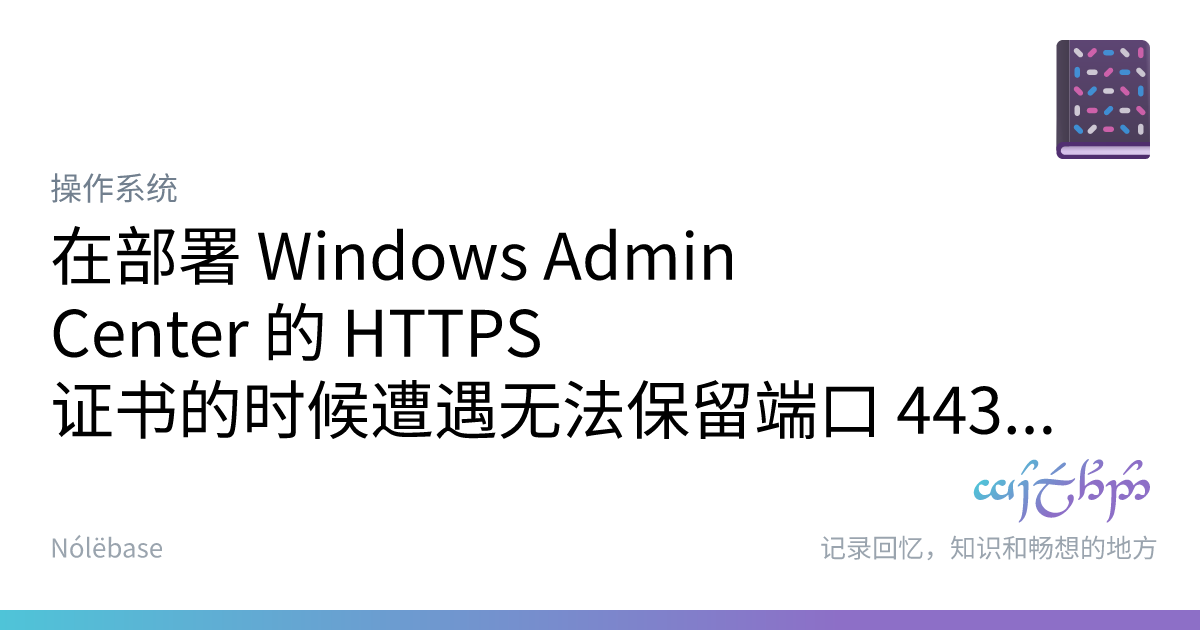 操作系统
在部署 Windows Admin
Center 的 HTTPS
证书的时候遭遇无法保留端口 443...
Nólëbase
记录回忆，知识和畅想的地方